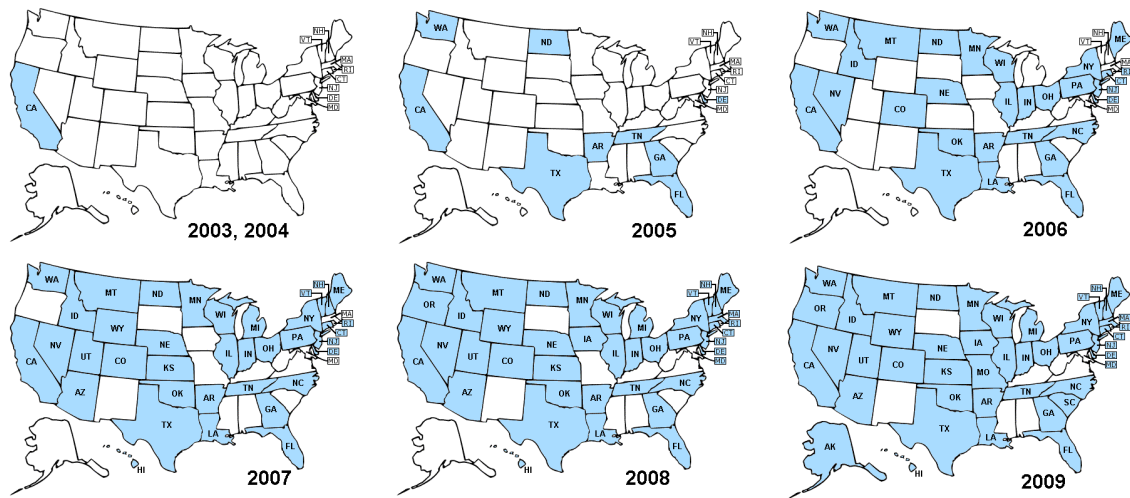 NH
VT
MA
RI
CT
NJ
DE
MD
CA
2003, 2004
WA
ND
NH
VT
MA
RI
CT
NJ
DE
MD
CA
TN
AR
GA
TX
FL
2005
WA
MT
ND
MN
NH
ME
VT
ID
WI
NY
MA
RI
CT
PA
NJ
DE
MD
NE
NV
CA
CO
IL
IN
OH
NC
TN
OK
AR
GA
TX
LA
FL
2006
WA
MT
ND
MN
NH
ME
VT
ID
WI
MI
NY
MA
RI
CT
WY
PA
NJ
DE
MD
NE
NV
CA
UT
CO
IL
IN
OH
KS
NC
TN
AZ
OK
AR
GA
TX
LA
FL
HI
2007
WA
MT
ND
MN
NH
ME
VT
OR
ID
WI
MI
NY
MA
RI
CT
WY
IA
PA
NJ
DE
MD
NE
NV
CA
UT
CO
IL
IN
OH
KS
NC
TN
AZ
OK
AR
GA
TX
LA
FL
HI
2008
WA
MT
ND
MN
NH
ME
VT
OR
ID
WI
MI
NY
MA
RI
CT
WY
IA
PA
NJ
DE
MD
NE
NV
CA
UT
CO
IL
IN
OH
KS
MO
NC
TN
SC
AZ
OK
AR
GA
TX
LA
FL
AK
HI
2009